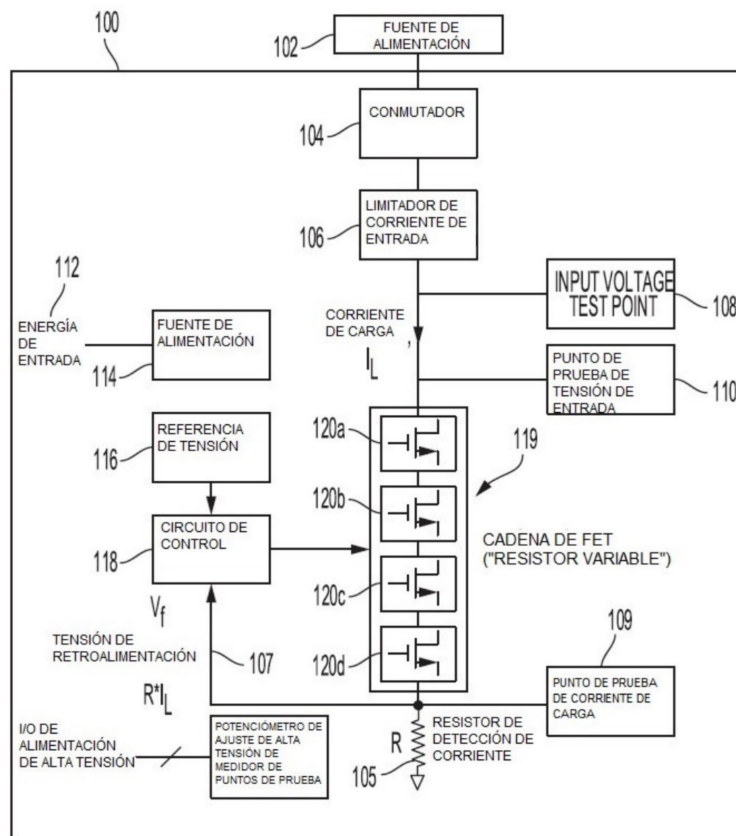 100
102
FUENTE DE
ALIMENTACIÓN
104
CONMUTADOR
106
LIMITADOR DE
CORRIENTE DE
ENTRADA
INPUT VOLTAGE
TEST POINT
108
CORRIENTE
DE CARGA ,
I_L
PUNTO DE
PRUEBA DE
TENSIÓN DE
ENTRADA
110
112
ENERGÍA
DE
ENTRADA
FUENTE DE
ALIMENTACIÓN
114
REFERENCIA
DE TENSIÓN
116
CIRCUITO DE
CONTROL
118
120a
120b
120c
120d
119
CADENA DE FET
("RESISTOR VARIABLE")
V_f
TENSIÓN DE
RETROALIMENTACIÓN
107
R*I_L
109
PUNTO DE PRUEBA
DE CORRIENTE DE
CARGA
R
105
RESISTOR DE
DETECCIÓN DE
CORRIENTE
I/O DE
ALIMENTACIÓN
DE ALTA TENSIÓN
POTENCIÓMETRO DE
AJUSTE DE ALTA
TENSIÓN DE
MEDIDOR DE
PUNTOS DE PRUEBA